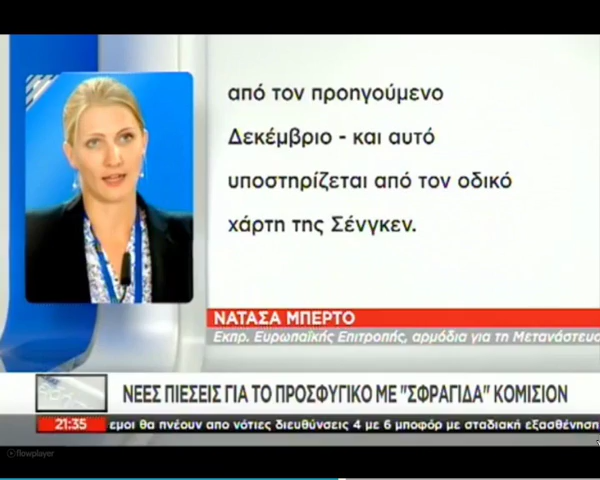 από τον προηγούμενο
Δεκέμβριο - και αυτό
υποστηρίζεται από τον οδικό
χάρτη της Σένγκεν.
ΝΑΤΑΣΑ ΜΠΕΡΤΟ
Εκπρ. Ευρωπαϊκής Επιτροπής, αρμόδια για τη Μετανάστευσ
ΝΕΕΣ ΠΙΕΣΕΙΣ ΓΙΑ ΤΟ ΠΡΟΣΦΥΓΙΚΟ ΜΕ "ΣΦΡΑΓΙΔΑ" ΚΟΜΙΣΙΟΝ
21:35 εμοι θα πνέουν απο νότιες διευθύνσεις 4 με 6 μποφόρ με σταδιακή εξασθένηση
flowplayer